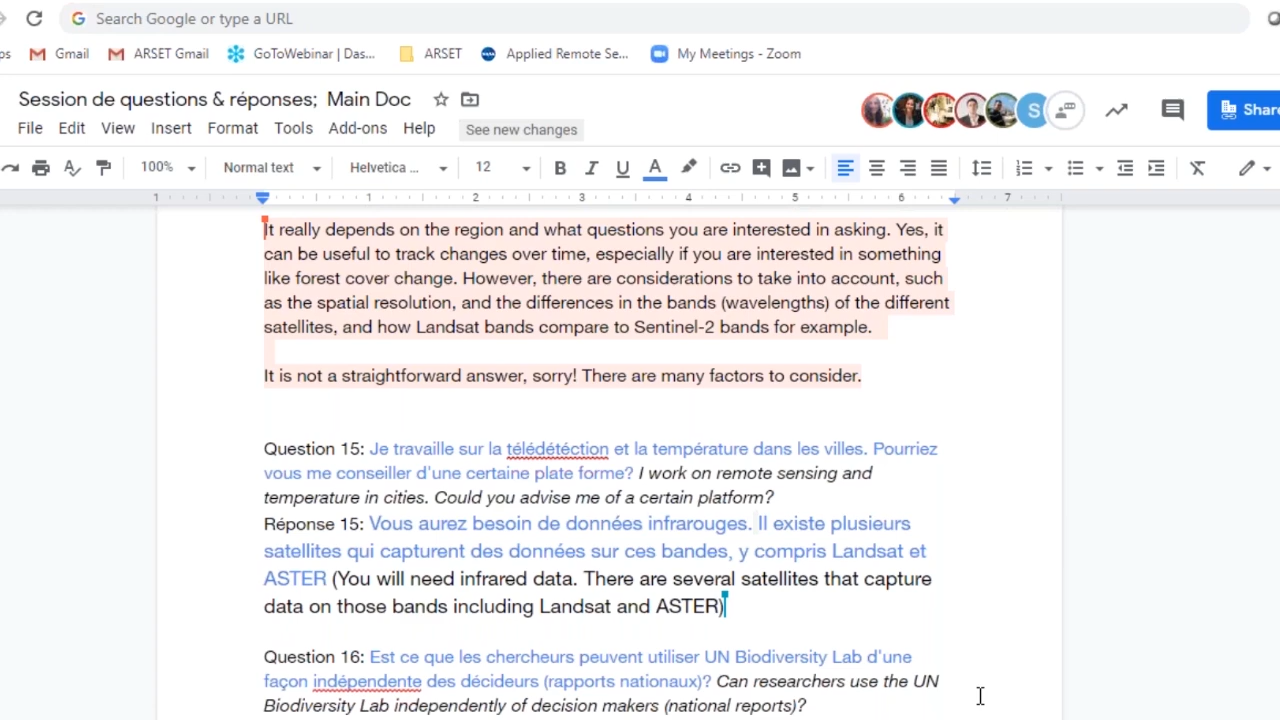 Search Google or type a URL
ps Gmail ARSET Gmail GoToWebinar | Das... ARSET Applied Remote Se... My Meetings - Zoom
Session de questions & réponses; Main Doc
S
Share
File Edit View Insert Format Tools Add-ons Help See new changes
100% Normal text Helvetica ... 12 B I U A
1 1 2 3 4 5 6 7
It really depends on the region and what questions you are interested in asking. Yes, it
can be useful to track changes over time, especially if you are interested in something
like forest cover change. However, there are considerations to take into account, such
as the spatial resolution, and the differences in the bands (wavelengths) of the different
satellites, and how Landsat bands compare to Sentinel-2 bands for example.
It is not a straightforward answer, sorry! There are many factors to consider.
Question 15: Je travaille sur la télédétéction et la température dans les villes. Pourriez
vous me conseiller d'une certaine plate forme? I work on remote sensing and
temperature in cities. Could you advise me of a certain platform?
Réponse 15: Vous aurez besoin de données infrarouges. Il existe plusieurs
satellites qui capturent des données sur ces bandes, y compris Landsat et
ASTER (You will need infrared data. There are several satellites that capture
data on those bands including Landsat and ASTER)
Question 16: Est ce que les chercheurs peuvent utiliser UN Biodiversity Lab d'une
façon indépendente des décideurs (rapports nationaux)? Can researchers use the UN
Biodiversity Lab independently of decision makers (national reports)?